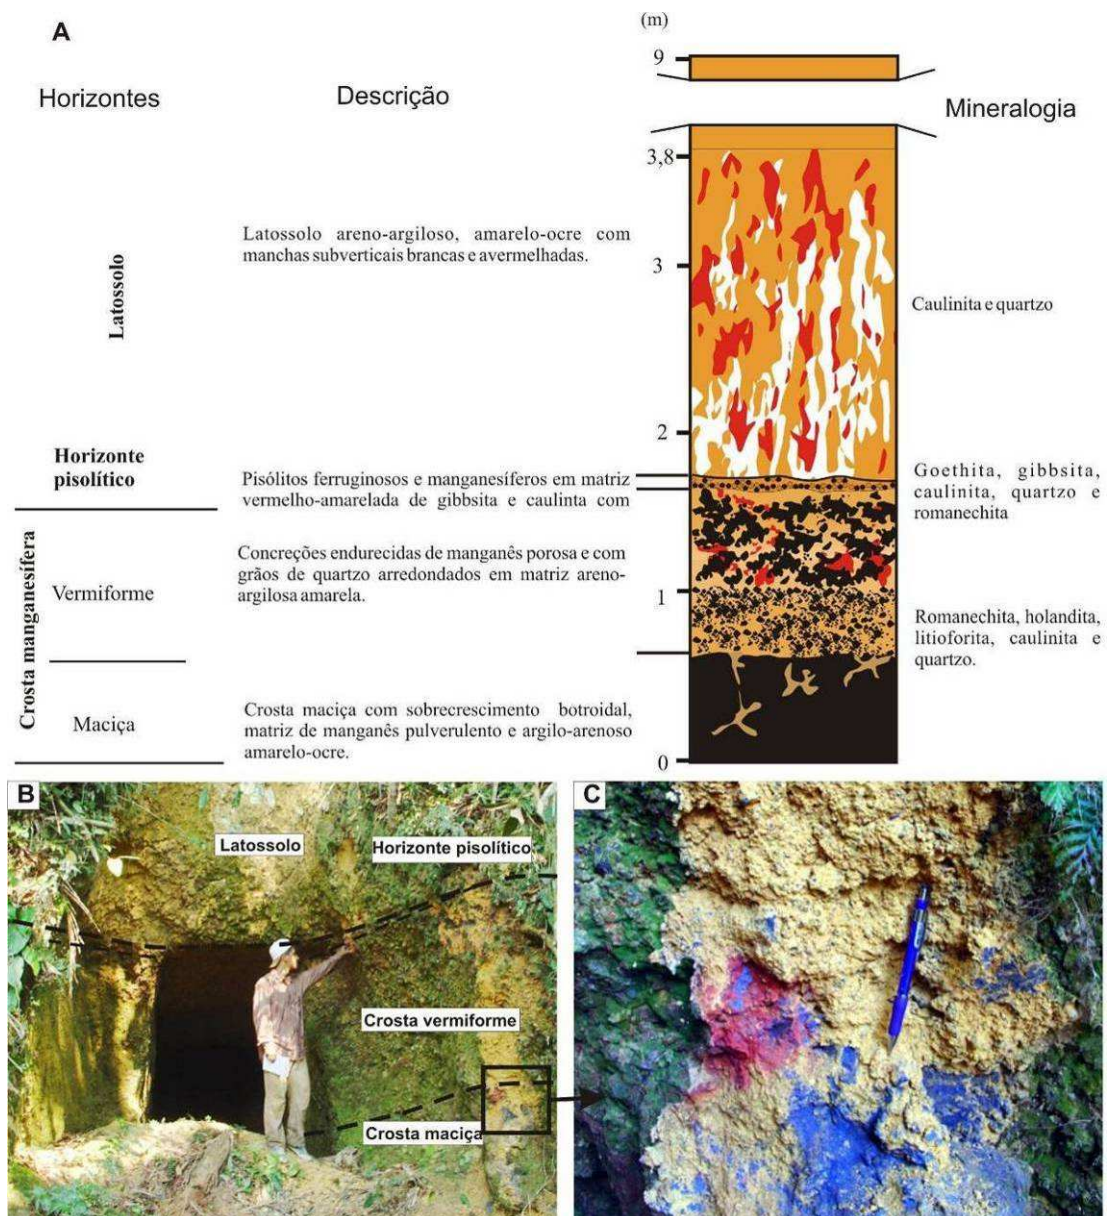 A
(m)
9
Horizontes
Descrição
Mineralogia
3,8
Latossolo
Latossolo areno-argiloso, amarelo-ocre com
manchas subverticais brancas e avermelhadas.
3
Caulinita e quartzo
2
Horizonte
pisolítico
Pisólitos ferruginosos e manganesíferos em matriz
vermelho-amarelada de gibbsita e caulinta com
Goethita, gibbsita,
caulinita, quartzo e
romanechita
Crosta manganesífera
Vermiforme
Concreções endurecidas de manganês porosa e com
grãos de quartzo arredondados em matriz areno-
argilosa amarela.
1
Romanechita, holandita,
litioforita, caulinita e
quartzo.
Maciça
Crosta maciça com sobrecrescimento botroidal,
matriz de manganês pulverulento e argilo-arenoso
amarelo-ocre.
0
B
Latossolo
Horizonte pisolítico
Crosta vermiforme
Crosta maciça
C